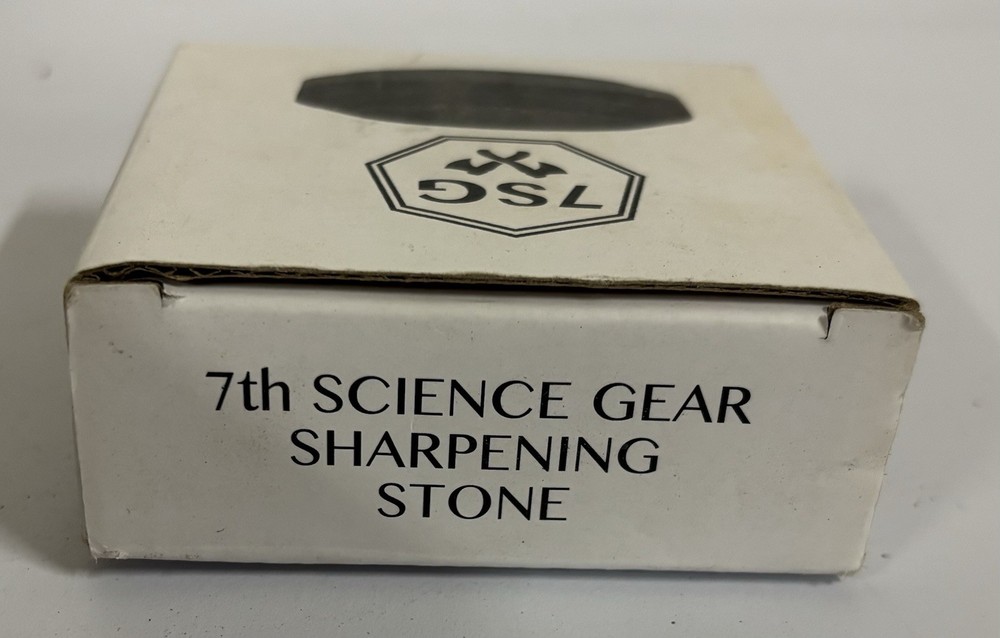 7SG
7th SCIENCE GEAR
SHARPENING
STONE